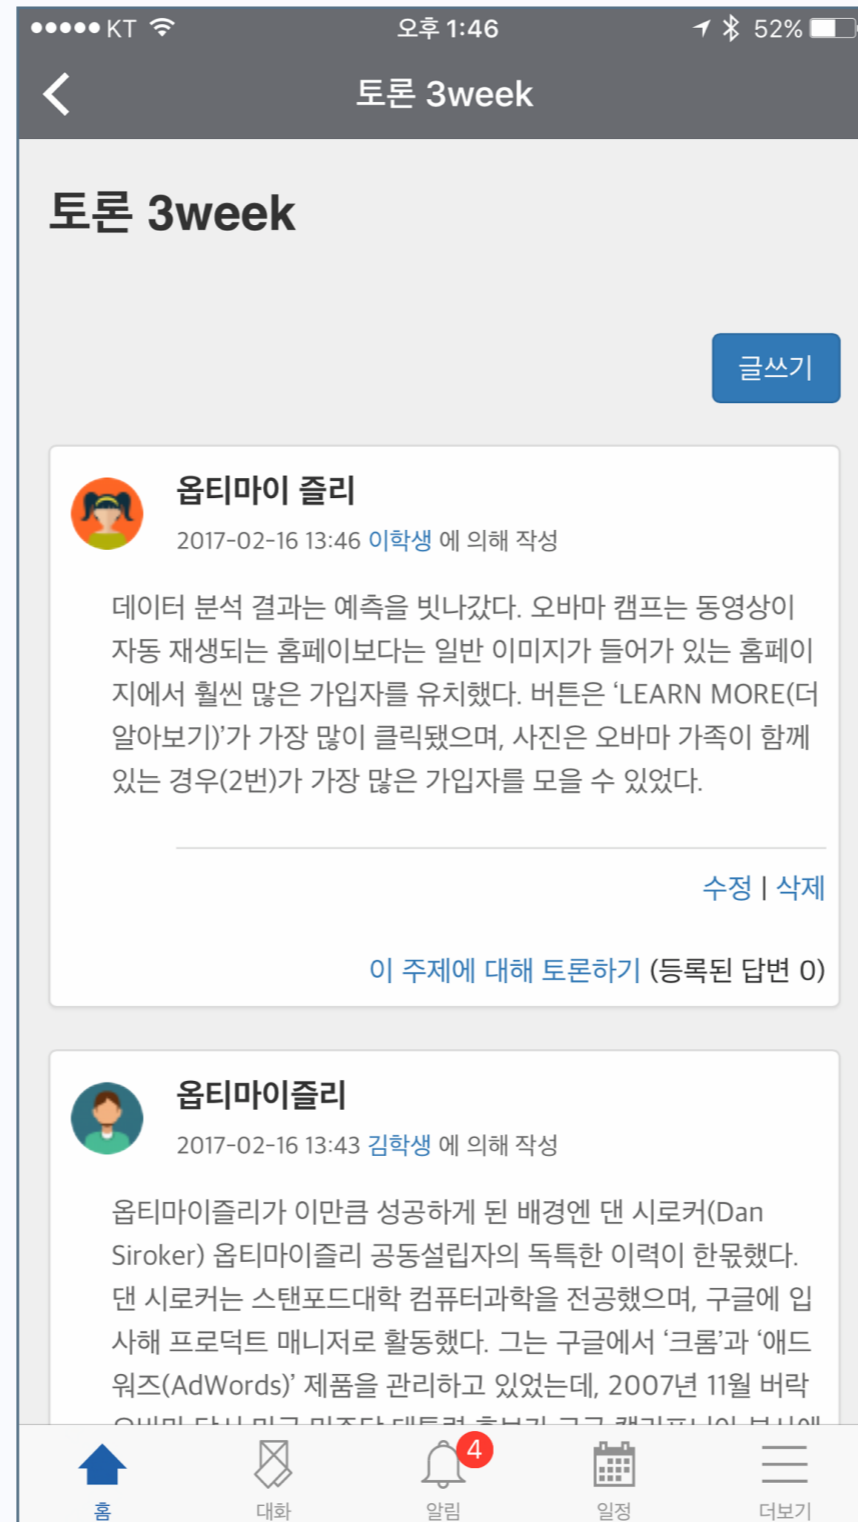 KT 오후 1:46 52%
토론 3week
토론 3week
글쓰기
옵티마이 즐리
2017-02-16 13:46 이학생 에 의해 작성
데이터 분석 결과는 예측을 빗나갔다. 오바마 캠프는 동영상이
자동 재생되는 홈페이보다는 일반 이미지가 들어가 있는 홈페이
지에서 훨씬 많은 가입자를 유치했다. 버튼은 ‘LEARN MORE(더
알아보기)’가 가장 많이 클릭됐으며, 사진은 오바마 가족이 함께
있는 경우(2번)가 가장 많은 가입자를 모을 수 있었다.
수정 | 삭제
이 주제에 대해 토론하기 (등록된 답변 0)
옵티마이즐리
2017-02-16 13:43 김학생 에 의해 작성
옵티마이즐리가 이만큼 성공하게 된 배경엔 댄 시로커(Dan
Siroker) 옵티마이즐리 공동설립자의 독특한 이력이 한몫했다.
댄 시로커는 스탠포드대학 컴퓨터과학을 전공했으며, 구글에 입
사해 프로덕트 매니저로 활동했다. 그는 구글에서 ‘크롬’과 ‘애드
워즈(AdWords)’ 제품을 관리하고 있었는데, 2007년 11월 버락
4
홈 대화 알림 일정 더보기